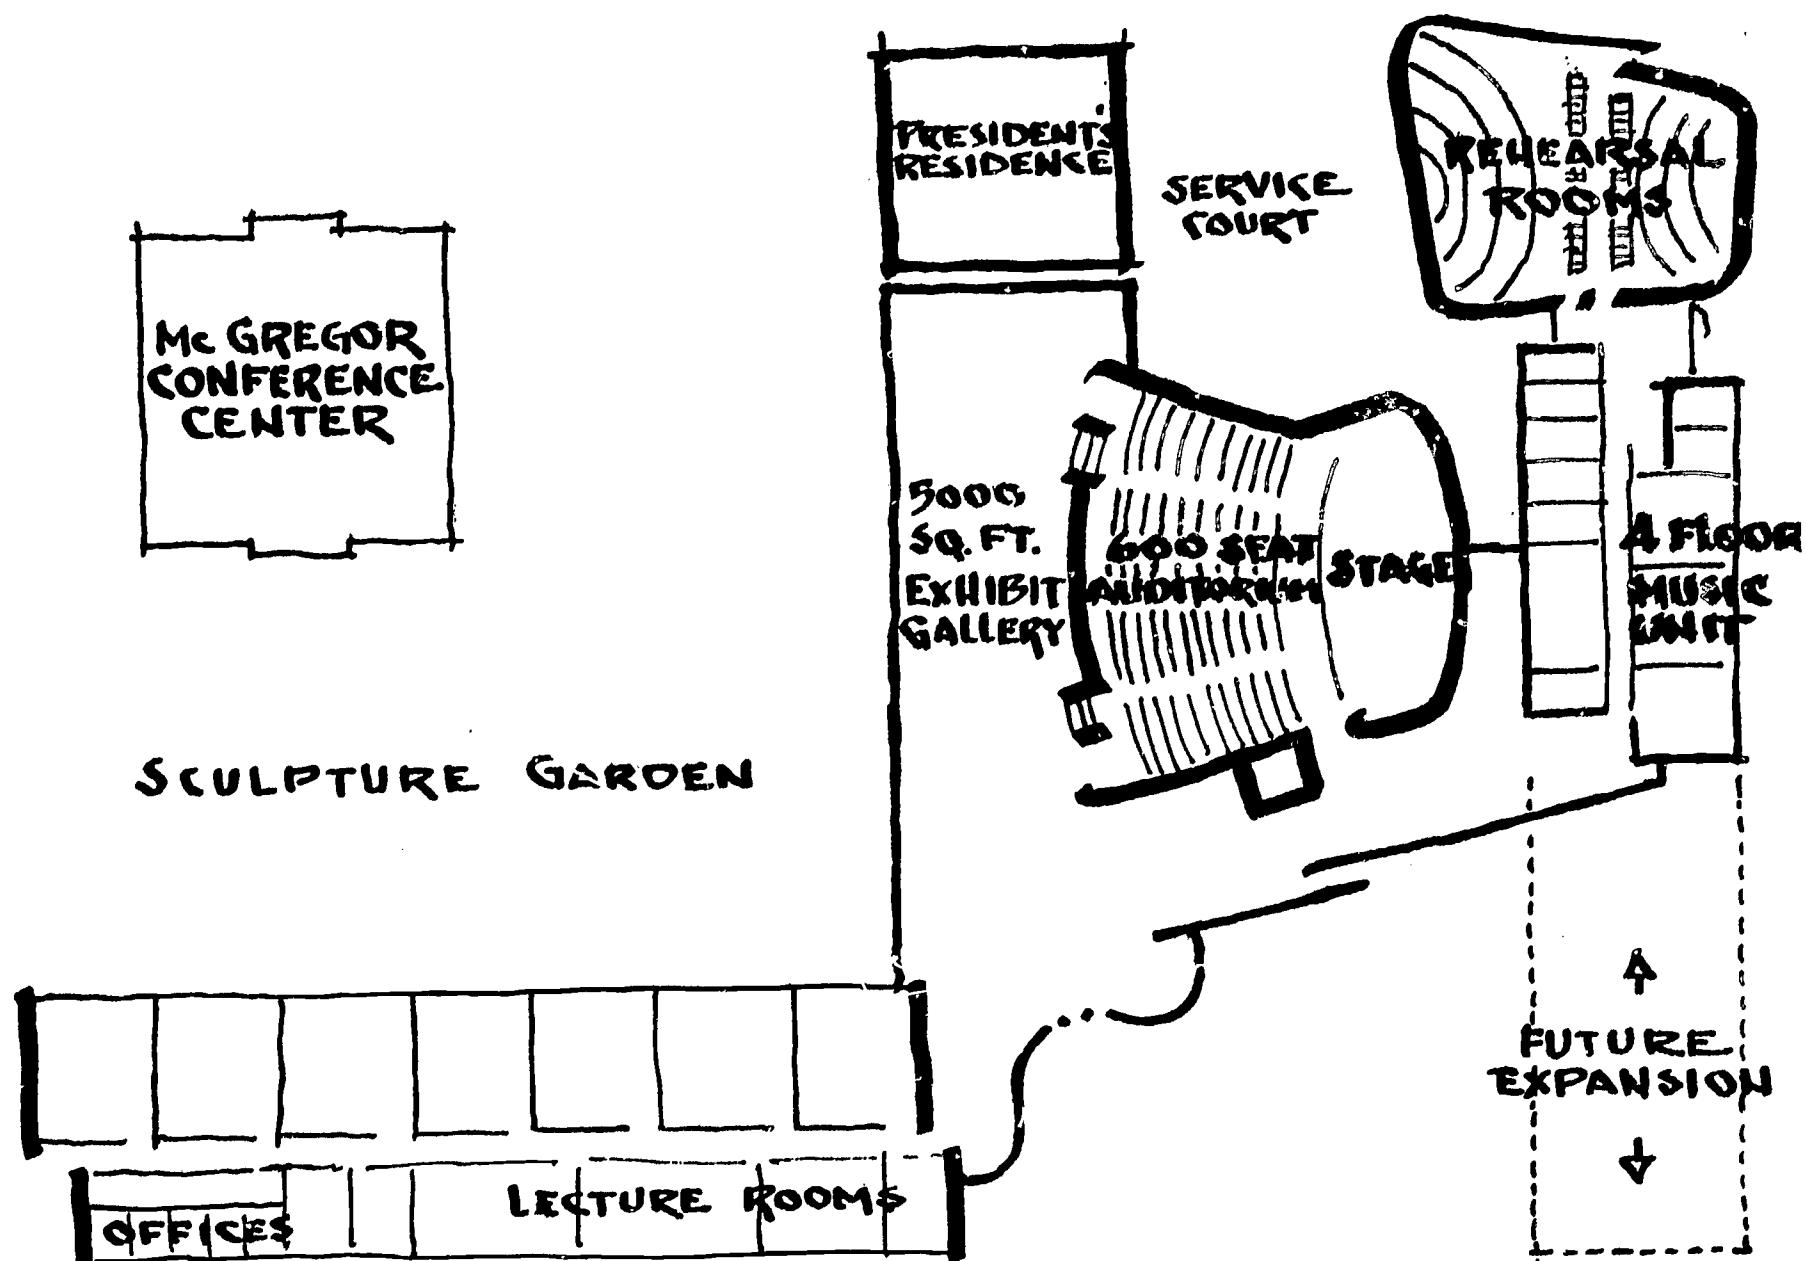 PRESIDENTS
RESIDENCE
SERVICE
COURT
REHEARSAL
ROOMS
Mc GREGOR
CONFERENCE
CENTER
5000
SQ. FT.
EXHIBIT
GALLERY
600 SEAT
AUDITORIUM
STAGE
4 FLOOR
MUSIC
UNIT
SCULPTURE GARDEN
FUTURE
EXPANSION
LECTURE ROOMS
OFFICES